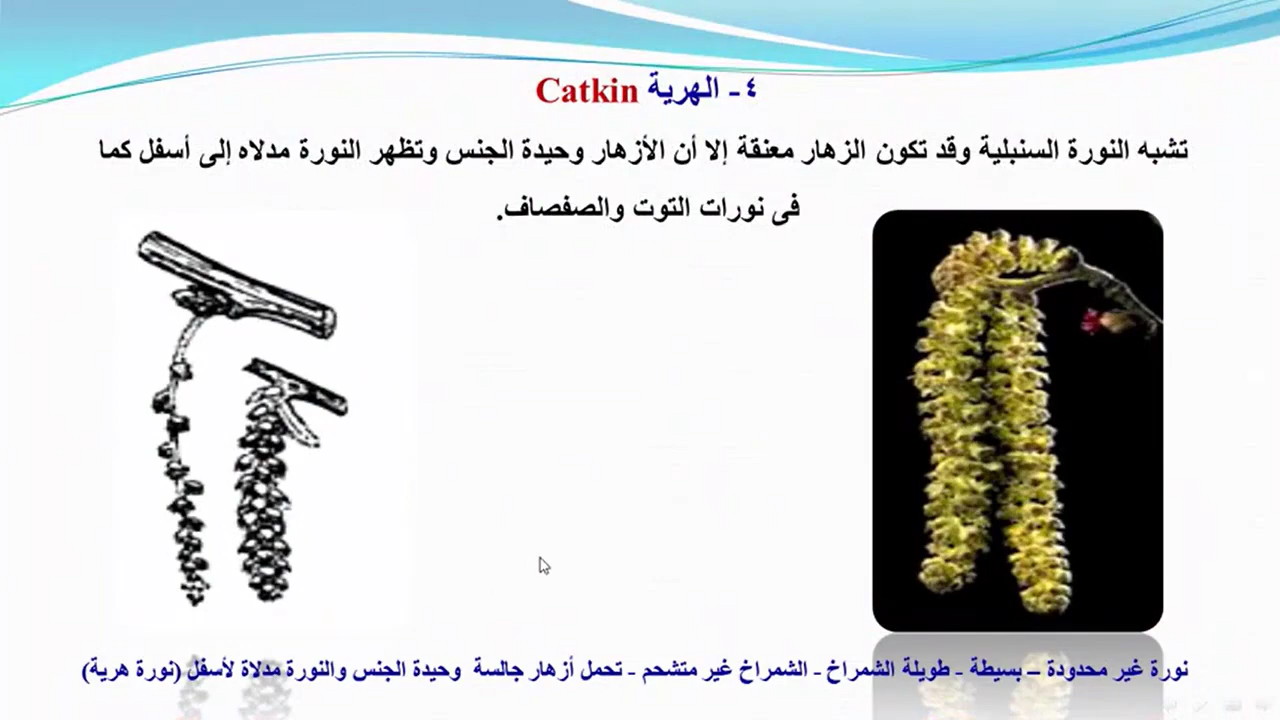 ٤- الهرية Catkin
تشبه النورة السنبلية وقد تكون الزهار معنقة إلا أن الأزهار وحيدة الجنس وتظهر النورة مدلاه إلى أسفل كما
فى نورات التوت والصفصاف.
نورة غير محدودة – بسيطة - طويلة الشمراخ - الشمراخ غير متشحم - تحمل أزهار جالسة وحيدة الجنس والنورة مدلاة لأسفل (نورة هرية)